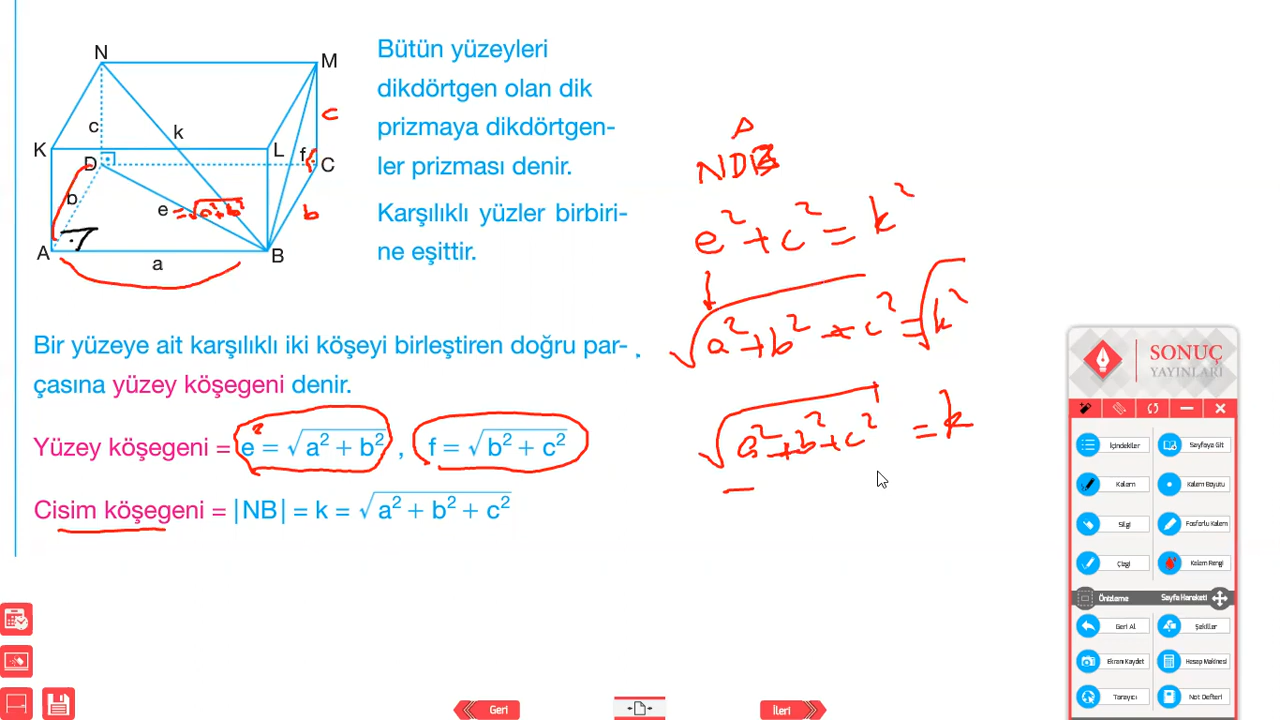 N
M
c
c
k
K
L
D
f
C
b
e = √a²+b²
b
A
B
a
Bütün yüzeyleri
dikdörtgen olan dik
prizmaya dikdörtgen-
ler prizması denir.
Karşılıklı yüzler birbiri-
ne eşittir.
NDB
e² + c² = k²
√a² + b² + c² = √k²
√a² + b² + c² = k
Bir yüzeye ait karşılıklı iki köşeyi birleştiren doğru par-
çasına yüzey köşegeni denir.
Yüzey köşegeni = e² = √a² + b² , f = √b² + c²
Cisim köşegeni = |NB| = k = √a² + b² + c²
SONUÇ
YAYINLARI
İçindekiler
Sayfaya Git
Kalem
Kalem Boyutu
Silgi
Fosforlu Kalem
Çizgi
Kalem Rengi
Önizleme
Sayfa Hareketi
Geri Al
Şekiller
Ekranı Kaydet
Hesap Makinesi
Tarayıcı
Not Defteri
Geri
İleri